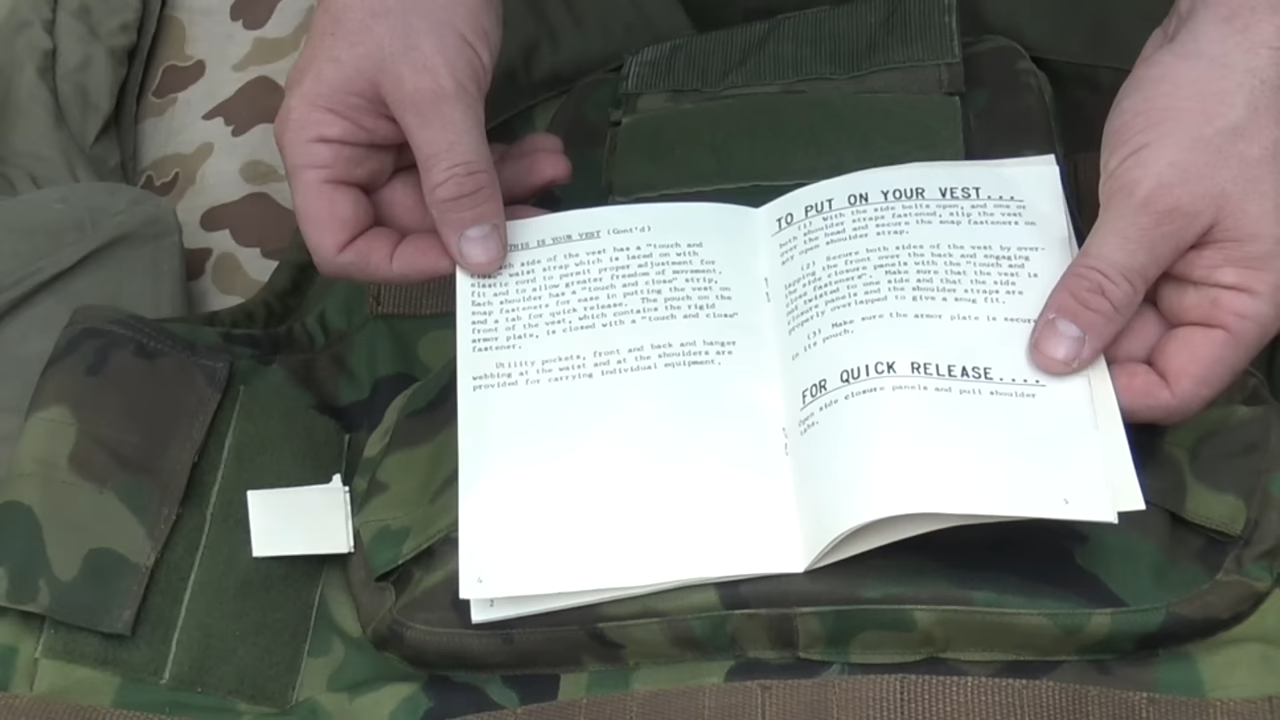 THIS IS YOUR VEST (Cont'd)
ach side of the vest has a "touch and
close" waist strap which is laced on with
elastic cord to permit proper adjustment for
fit and to allow greater freedom of movement.
Each shoulder has a "touch and close" strip,
snap fasteners for ease in putting the vest on
and a tab for quick release. The pouch on the
front of the vest, which contains the rigid
armor plate, is closed with a "touch and close"
fastener.
Utility pockets, front and back and hanger
webbing at the waist and at the shoulders are
provided for carrying individual equipment.
4
2
TO PUT ON YOUR VEST...
(1) With the side bolts open, and one or
both shoulder straps fastened, slip the vest
over the head and secure the snap fasteners on
any open shoulder strap.
(2) Secure both sides of the vest by over-
lapping the front over the back and engaging
the side closure panels with the "touch and
close fasteners". Make sure that the vest is
not twisted to one side and that the side
closure panels and the shoulder straps are
properly overlapped to give a snug fit.
(3) Make sure the armor plate is secure
in its pouch.
FOR QUICK RELEASE....
Open side closure panels and pull shoulder
tabs.
5